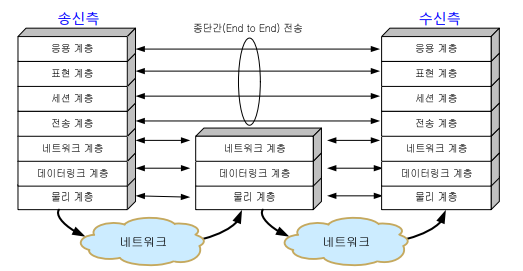 송신측
수신측
종단간(End to End) 전송
응용 계층
표현 계층
세션 계층
전송 계층
네트워크 계층
데이터링크 계층
물리 계층
네트워크 계층
데이터링크 계층
물리 계층
응용 계층
표현 계층
세션 계층
전송 계층
네트워크 계층
데이터링크 계층
물리 계층
네트워크
네트워크